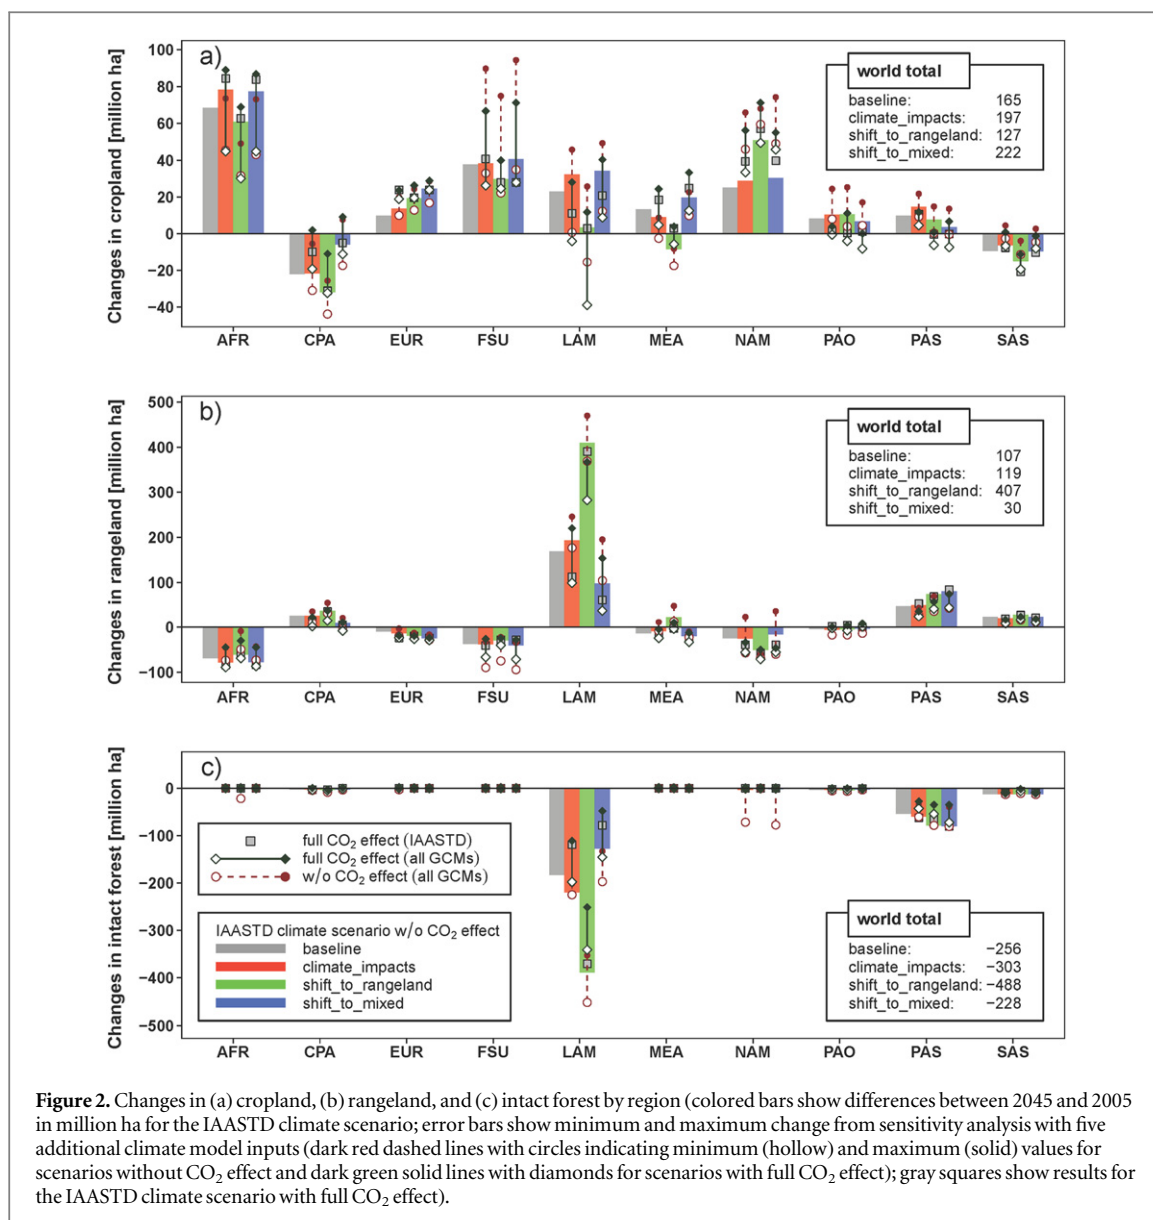 a)
Changes in cropland [million ha]
100
80
60
40
20
0
−20
−40
world total
baseline: 165
climate_impacts: 197
shift_to_rangeland: 127
shift_to_mixed: 222
AFR CPA EUR FSU LAM MEA NAM PAO PAS SAS
b)
Changes in rangeland [million ha]
500
400
300
200
100
0
−100
world total
baseline: 107
climate_impacts: 119
shift_to_rangeland: 407
shift_to_mixed: 30
AFR CPA EUR FSU LAM MEA NAM PAO PAS SAS
c)
Changes in intact forest [million ha]
0
−100
−200
−300
−400
−500
full CO₂ effect (IAASTD)
full CO₂ effect (all GCMs)
w/o CO₂ effect (all GCMs)
IAASTD climate scenario w/o CO₂ effect
baseline
climate_impacts
shift_to_rangeland
shift_to_mixed
world total
baseline: −256
climate_impacts: −303
shift_to_rangeland: −488
shift_to_mixed: −228
AFR CPA EUR FSU LAM MEA NAM PAO PAS SAS
Figure 2. Changes in (a) cropland, (b) rangeland, and (c) intact forest by region (colored bars show differences between 2045 and 2005
in million ha for the IAASTD climate scenario; error bars show minimum and maximum change from sensitivity analysis with five
additional climate model inputs (dark red dashed lines with circles indicating minimum (hollow) and maximum (solid) values for
scenarios without CO₂ effect and dark green solid lines with diamonds for scenarios with full CO₂ effect); gray squares show results for
the IAASTD climate scenario with full CO₂ effect).